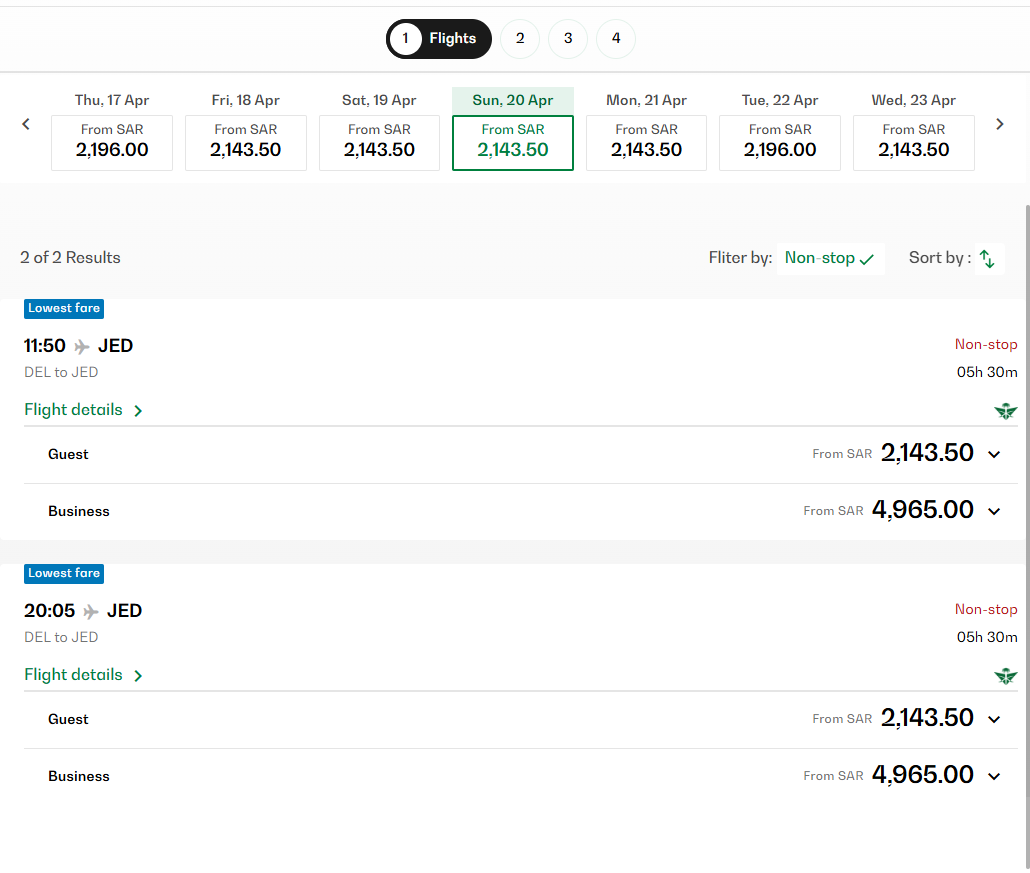 1 Flights 2 3 4
Thu, 17 Apr Fri, 18 Apr Sat, 19 Apr Sun, 20 Apr Mon, 21 Apr Tue, 22 Apr Wed, 23 Apr
From SAR From SAR From SAR From SAR From SAR From SAR From SAR
2,196.00 2,143.50 2,143.50 2,143.50 2,143.50 2,196.00 2,143.50
2 of 2 Results Fliter by: Non-stop Sort by :
Lowest fare
11:50 JED Non-stop
DEL to JED 05h 30m
Flight details
Guest From SAR 2,143.50
Business From SAR 4,965.00
Lowest fare
20:05 JED Non-stop
DEL to JED 05h 30m
Flight details
Guest From SAR 2,143.50
Business From SAR 4,965.00